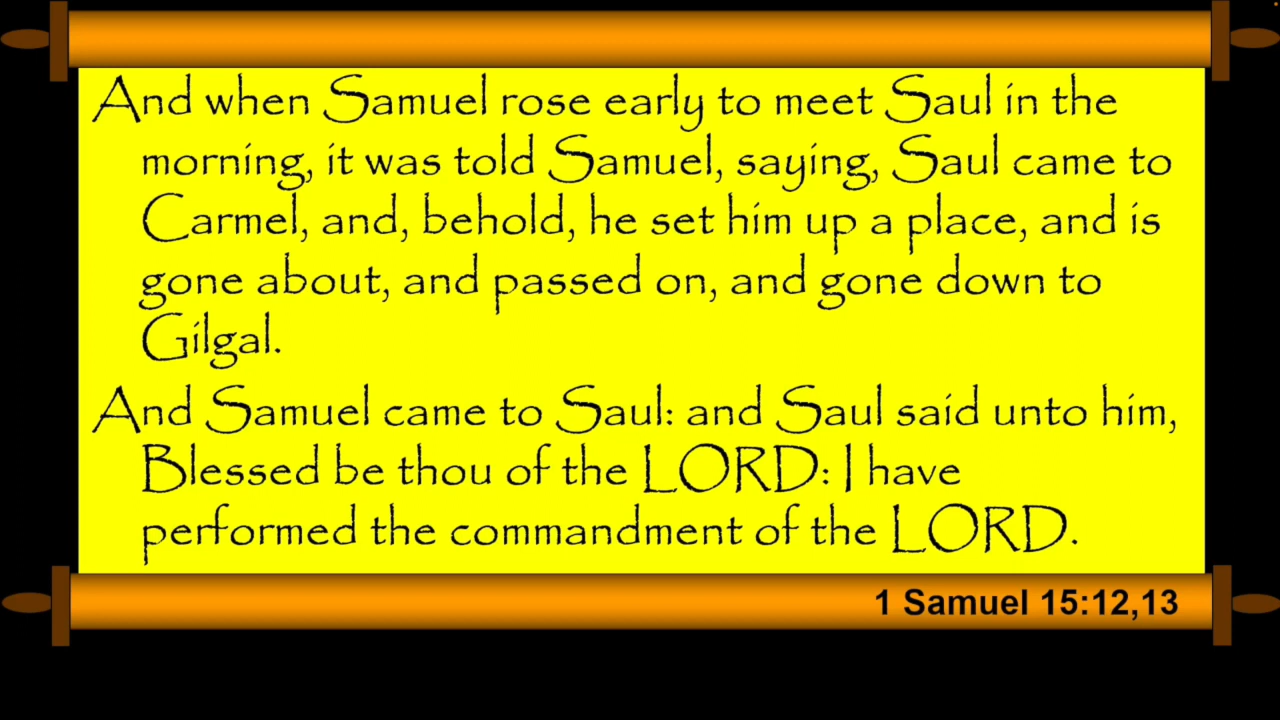 And when Samuel rose early to meet Saul in the
morning, it was told Samuel, saying, Saul came to
Carmel, and, behold, he set him up a place, and is
gone about, and passed on, and gone down to
Gilgal.
And Samuel came to Saul: and Saul said unto him,
Blessed be thou of the LORD: I have
performed the commandment of the LORD.
1 Samuel 15:12,13